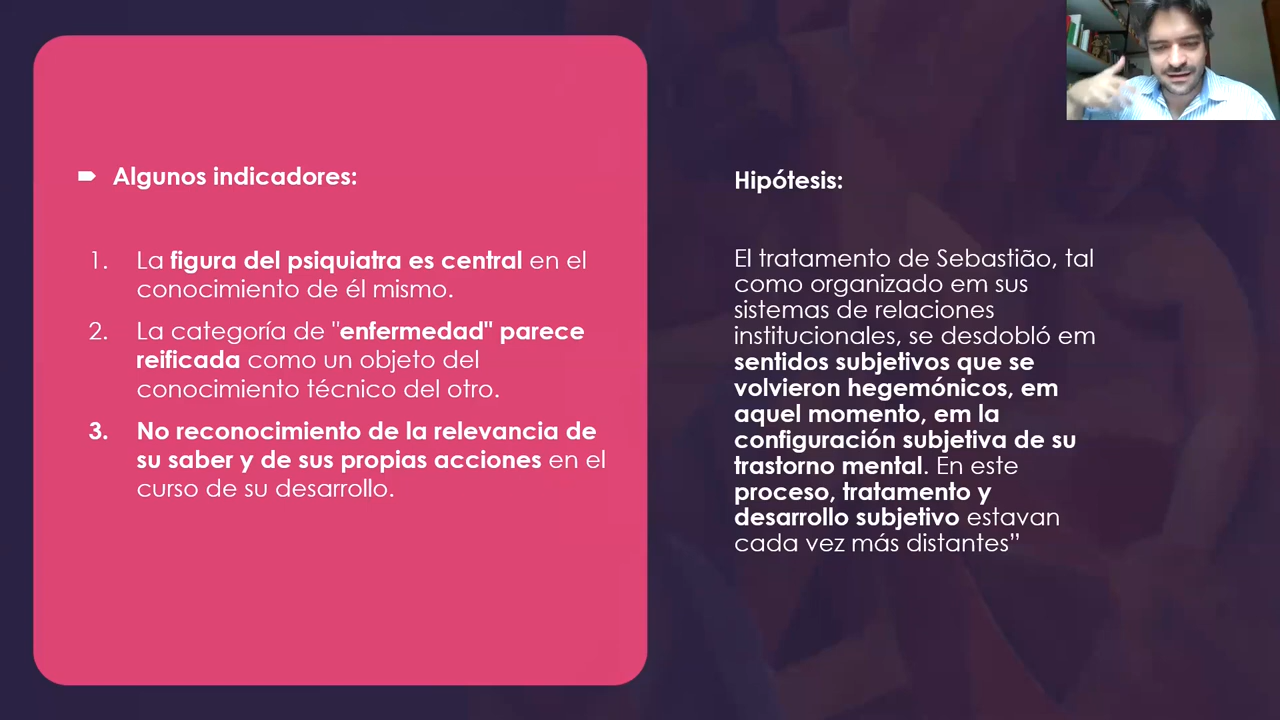 Algunos indicadores:
1. La figura del psiquiatra es central en el
conocimiento de él mismo.
2. La categoría de "enfermedad" parece
reificada como un objeto del
conocimiento técnico del otro.
3. No reconocimiento de la relevancia de
su saber y de sus propias acciones en el
curso de su desarrollo.
Hipótesis:
El tratamento de Sebastião, tal
como organizado em sus
sistemas de relaciones
institucionales, se desdobló em
sentidos subjetivos que se
volvieron hegemónicos, em
aquel momento, em la
configuración subjetiva de su
trastorno mental. En este
proceso, tratamento y
desarrollo subjetivo estavan
cada vez más distantes”